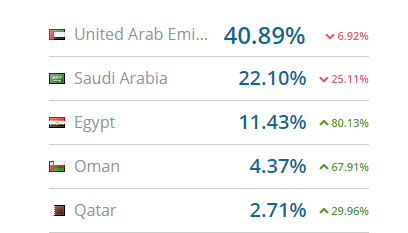 United Arab Emi... 40.89% 6.92%
Saudi Arabia 22.10% 25.11%
Egypt 11.43% 80.13%
Oman 4.37% 67.91%
Qatar 2.71% 29.96%